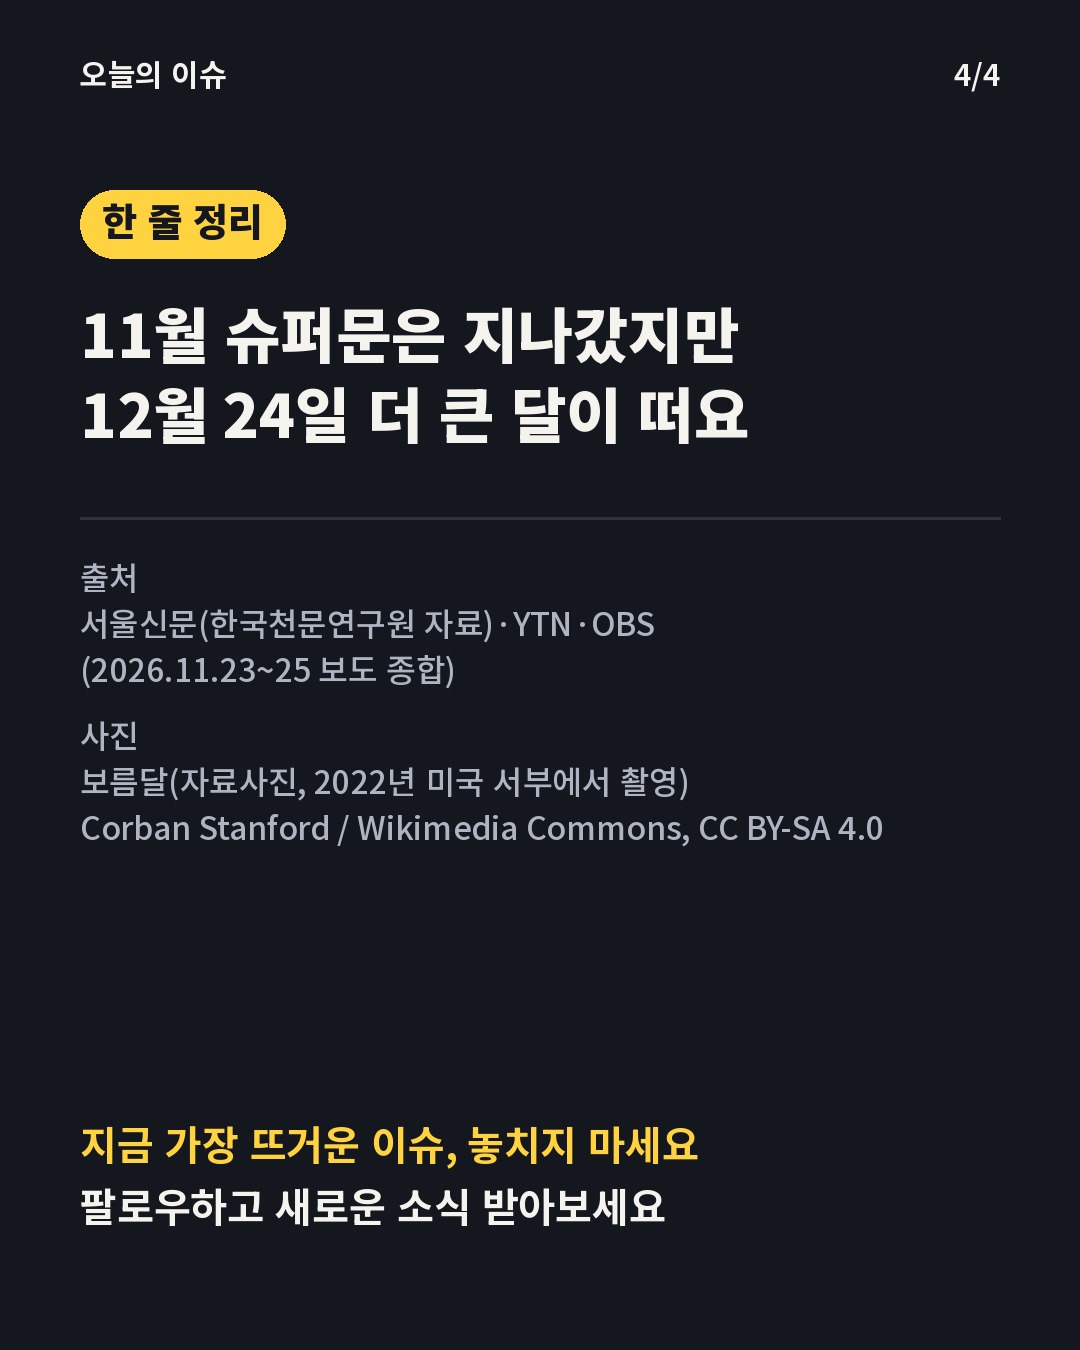 오늘의 이슈
4/4
한 줄 정리
11월 슈퍼문은 지나갔지만
12월 24일 더 큰 달이 떠요
출처
서울신문(한국천문연구원 자료)·YTN·OBS
(2026.11.23~25 보도 종합)
사진
보름달(자료사진, 2022년 미국 서부에서 촬영)
Corban Stanford / Wikimedia Commons, CC BY-SA 4.0
지금 가장 뜨거운 이슈, 놓치지 마세요
팔로우하고 새로운 소식 받아보세요